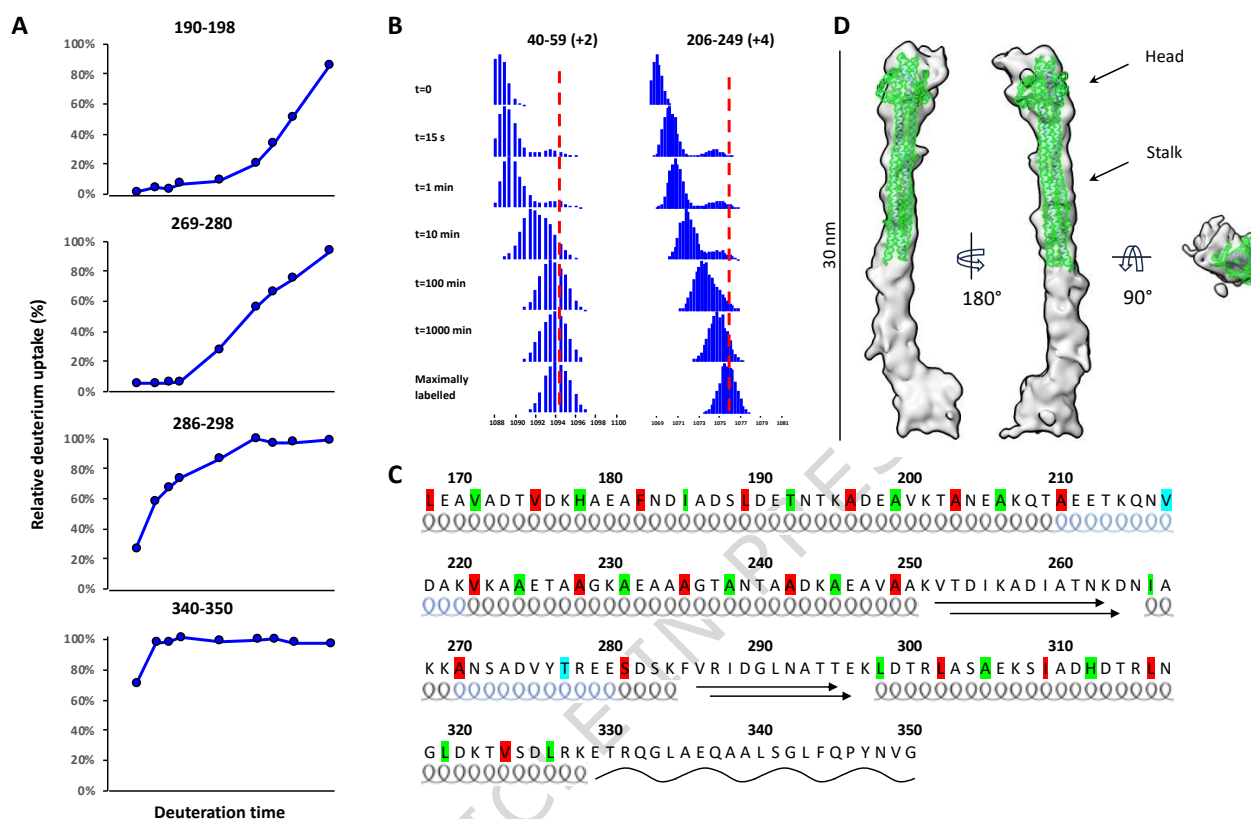 A
190-198
100%
80%
60%
40%
20%
0%
269-280
100%
80%
60%
40%
20%
0%
286-298
100%
80%
60%
40%
20%
0%
340-350
100%
80%
60%
40%
20%
0%
Relative deuterium uptake (%)
Deuteration time
B
40-59 (+2)
206-249 (+4)
t=0
t=15 s
t=1 min
t=10 min
t=100 min
t=1000 min
Maximally
labelled
1088 1090 1092 1094 1096 1098 1100
1069 1071 1073 1075 1077 1079 1081
D
Head
Stalk
30 nm
180°
90°
C
170 180 190 200 210
L E A V A D T V D K H A E A F N D I A D S L D E T N T K A D E A V K T A N E A K Q T A E E T K Q N V
220 230 240 250 260
D A K V K A A E T A A G K A E A A A G T A N T A A D K A E A V A A K V T D I K A D I A T N K D N I A
270 280 290 300 310
K K A N S A D V Y T R E E S D S K F V R I D G L N A T T E K L D T R L A S A E K S I A D H D T R L N
320 330 340 350
G L D K T V S D L R K E T R Q G L A E Q A A L S G L F Q P Y N V G